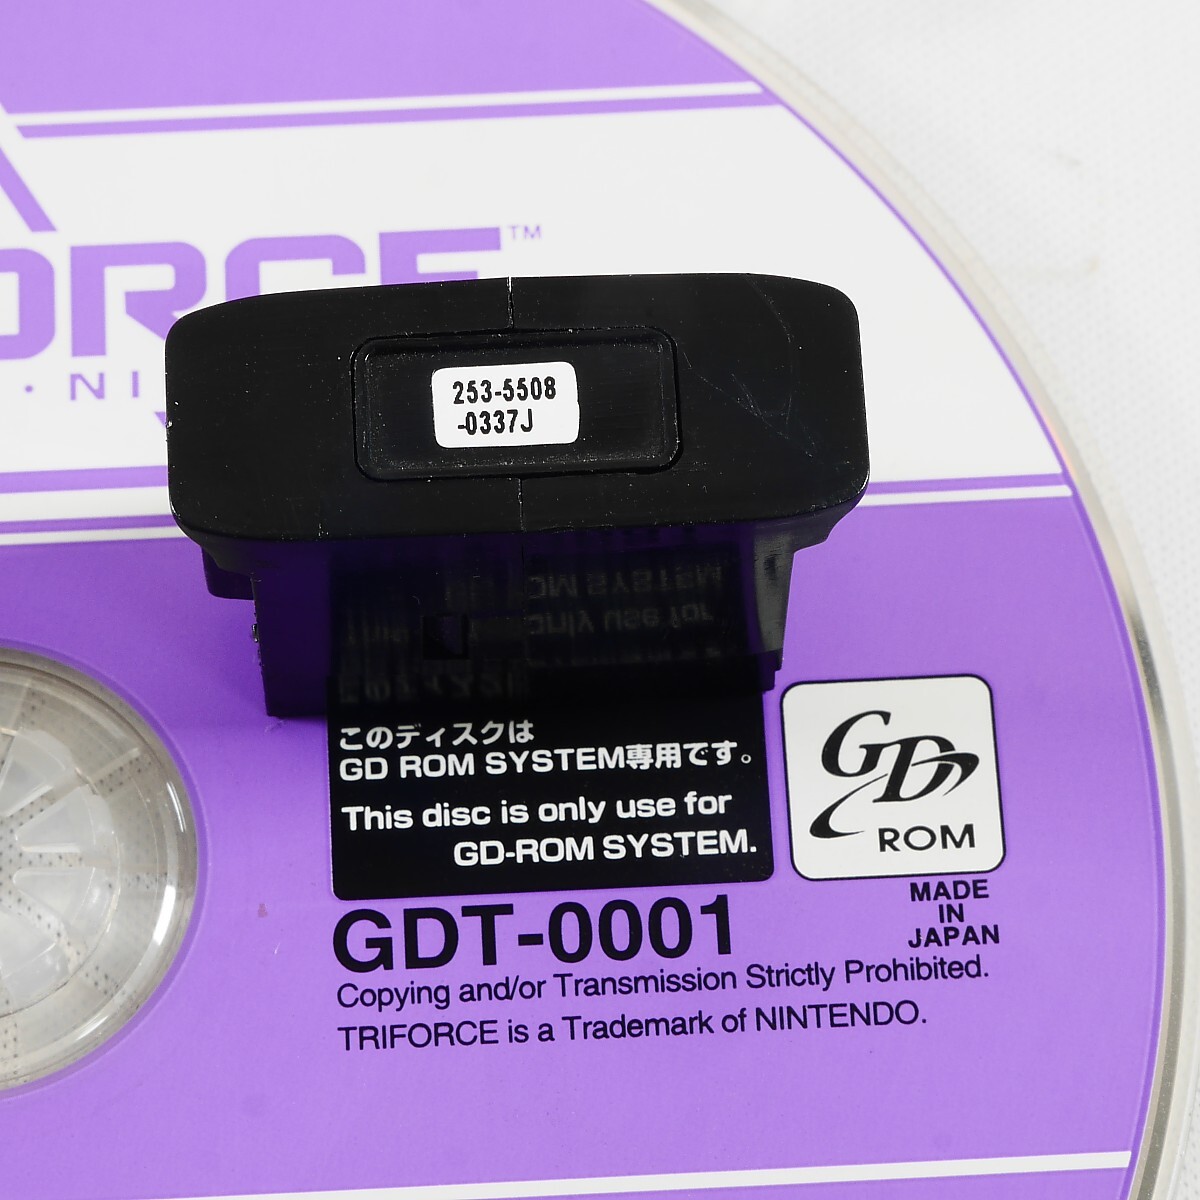 ORCE™
· NI
253-5508
-0337J
このディスクは
GD ROM SYSTEM専用です。
This disc is only use for
GD-ROM SYSTEM.
GD
ROM
MADE
IN
JAPAN
GDT-0001
Copying and/or Transmission Strictly Prohibited.
TRIFORCE is a Trademark of NINTENDO.